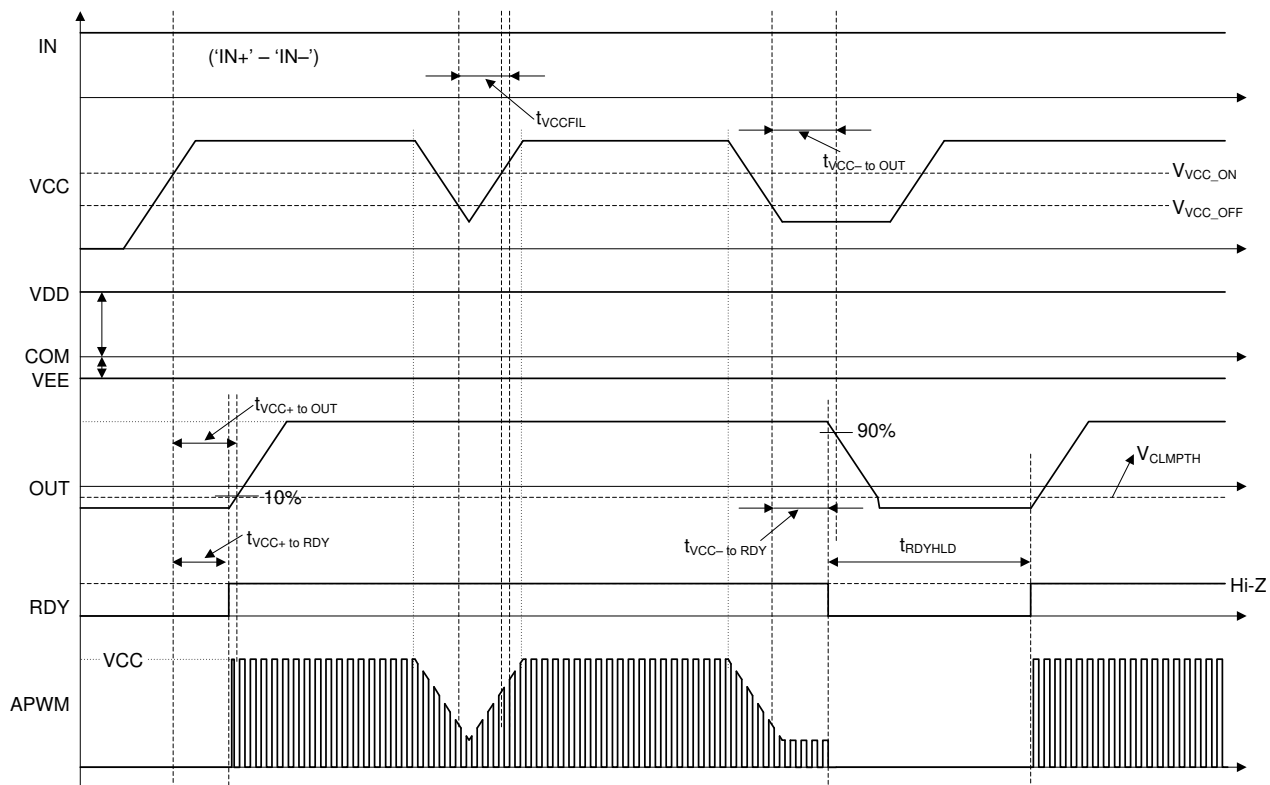 IN
(‘IN+’ – ‘IN–’)
tVCCFIL
tVCC– to OUT
VCC
VVCC_ON
VVCC_OFF
VDD
COM
VEE
tVCC+ to OUT
90%
VCLMPTH
OUT
10%
tVCC+ to RDY
tVCC– to RDY
tRDYHLD
Hi-Z
RDY
VCC
APWM